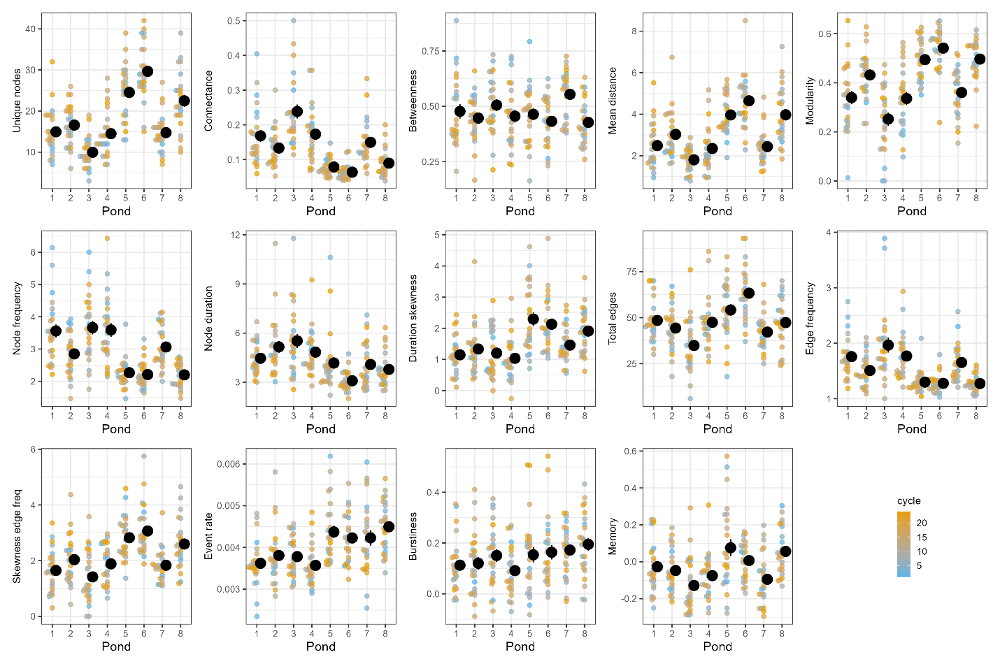 Unique nodes
40
30
20
10
1 2 3 4 5 6 7 8
Pond
Connectance
0.5
0.4
0.3
0.2
0.1
1 2 3 4 5 6 7 8
Pond
Betweenness
0.75
0.50
0.25
1 2 3 4 5 6 7 8
Pond
Mean distance
8
6
4
2
1 2 3 4 5 6 7 8
Pond
Modularity
0.6
0.4
0.2
0.0
1 2 3 4 5 6 7 8
Pond
Node frequency
6
5
4
3
2
1 2 3 4 5 6 7 8
Pond
Node duration
12
9
6
3
1 2 3 4 5 6 7 8
Pond
Duration skewness
5
4
3
2
1
0
1 2 3 4 5 6 7 8
Pond
Total edges
75
50
25
1 2 3 4 5 6 7 8
Pond
Edge frequency
4
3
2
1
1 2 3 4 5 6 7 8
Pond
Skewness edge freq
6
4
2
0
1 2 3 4 5 6 7 8
Pond
Event rate
0.006
0.005
0.004
0.003
1 2 3 4 5 6 7 8
Pond
Burstiness
0.4
0.2
0.0
1 2 3 4 5 6 7 8
Pond
Memory
0.6
0.4
0.2
0.0
-0.2
1 2 3 4 5 6 7 8
Pond
cycle
20
15
10
5